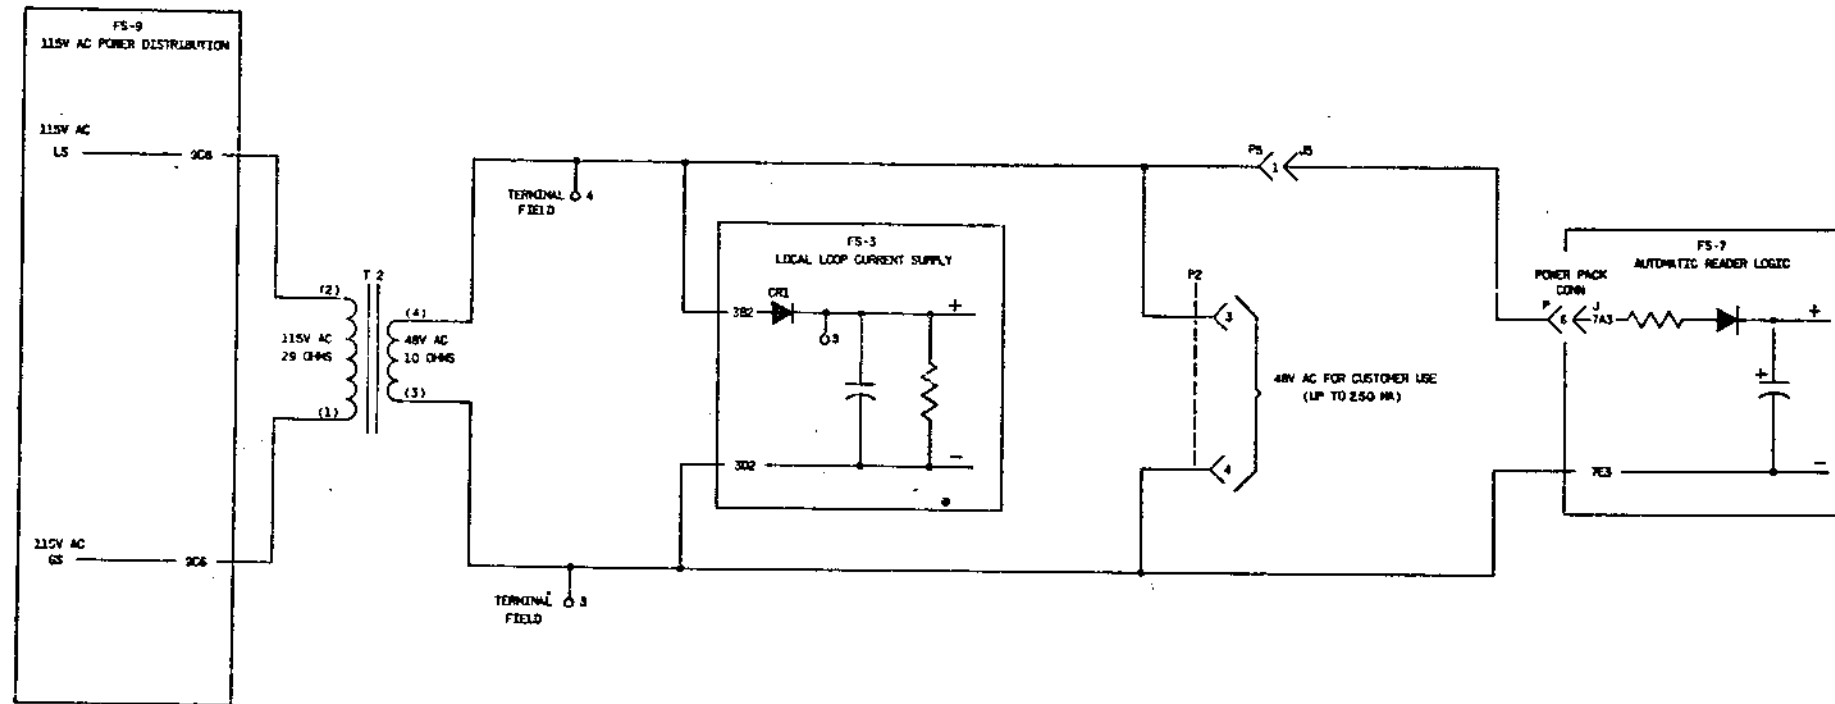 FS-9
115V AC POWER DISTRIBUTION
115V AC
LS
9C6
115V AC
GS
9C6
T 2
(2)
(1)
115V AC
29 OHMS
(4)
48V AC
10 OHMS
(3)
TERMINAL
FIELD
4
TERMINAL
FIELD
3
FS-3
LOCAL LOOP CURRENT SUPPLY
3B2
CR1
3
+
3D2
-
P2
3
4
48V AC FOR CUSTOMER USE
(UP TO 250 MA)
P5
1
J5
FS-7
AUTOMATIC READER LOGIC
POWER PACK
CONN
P
6
J
7A3
+
+
7E3
-